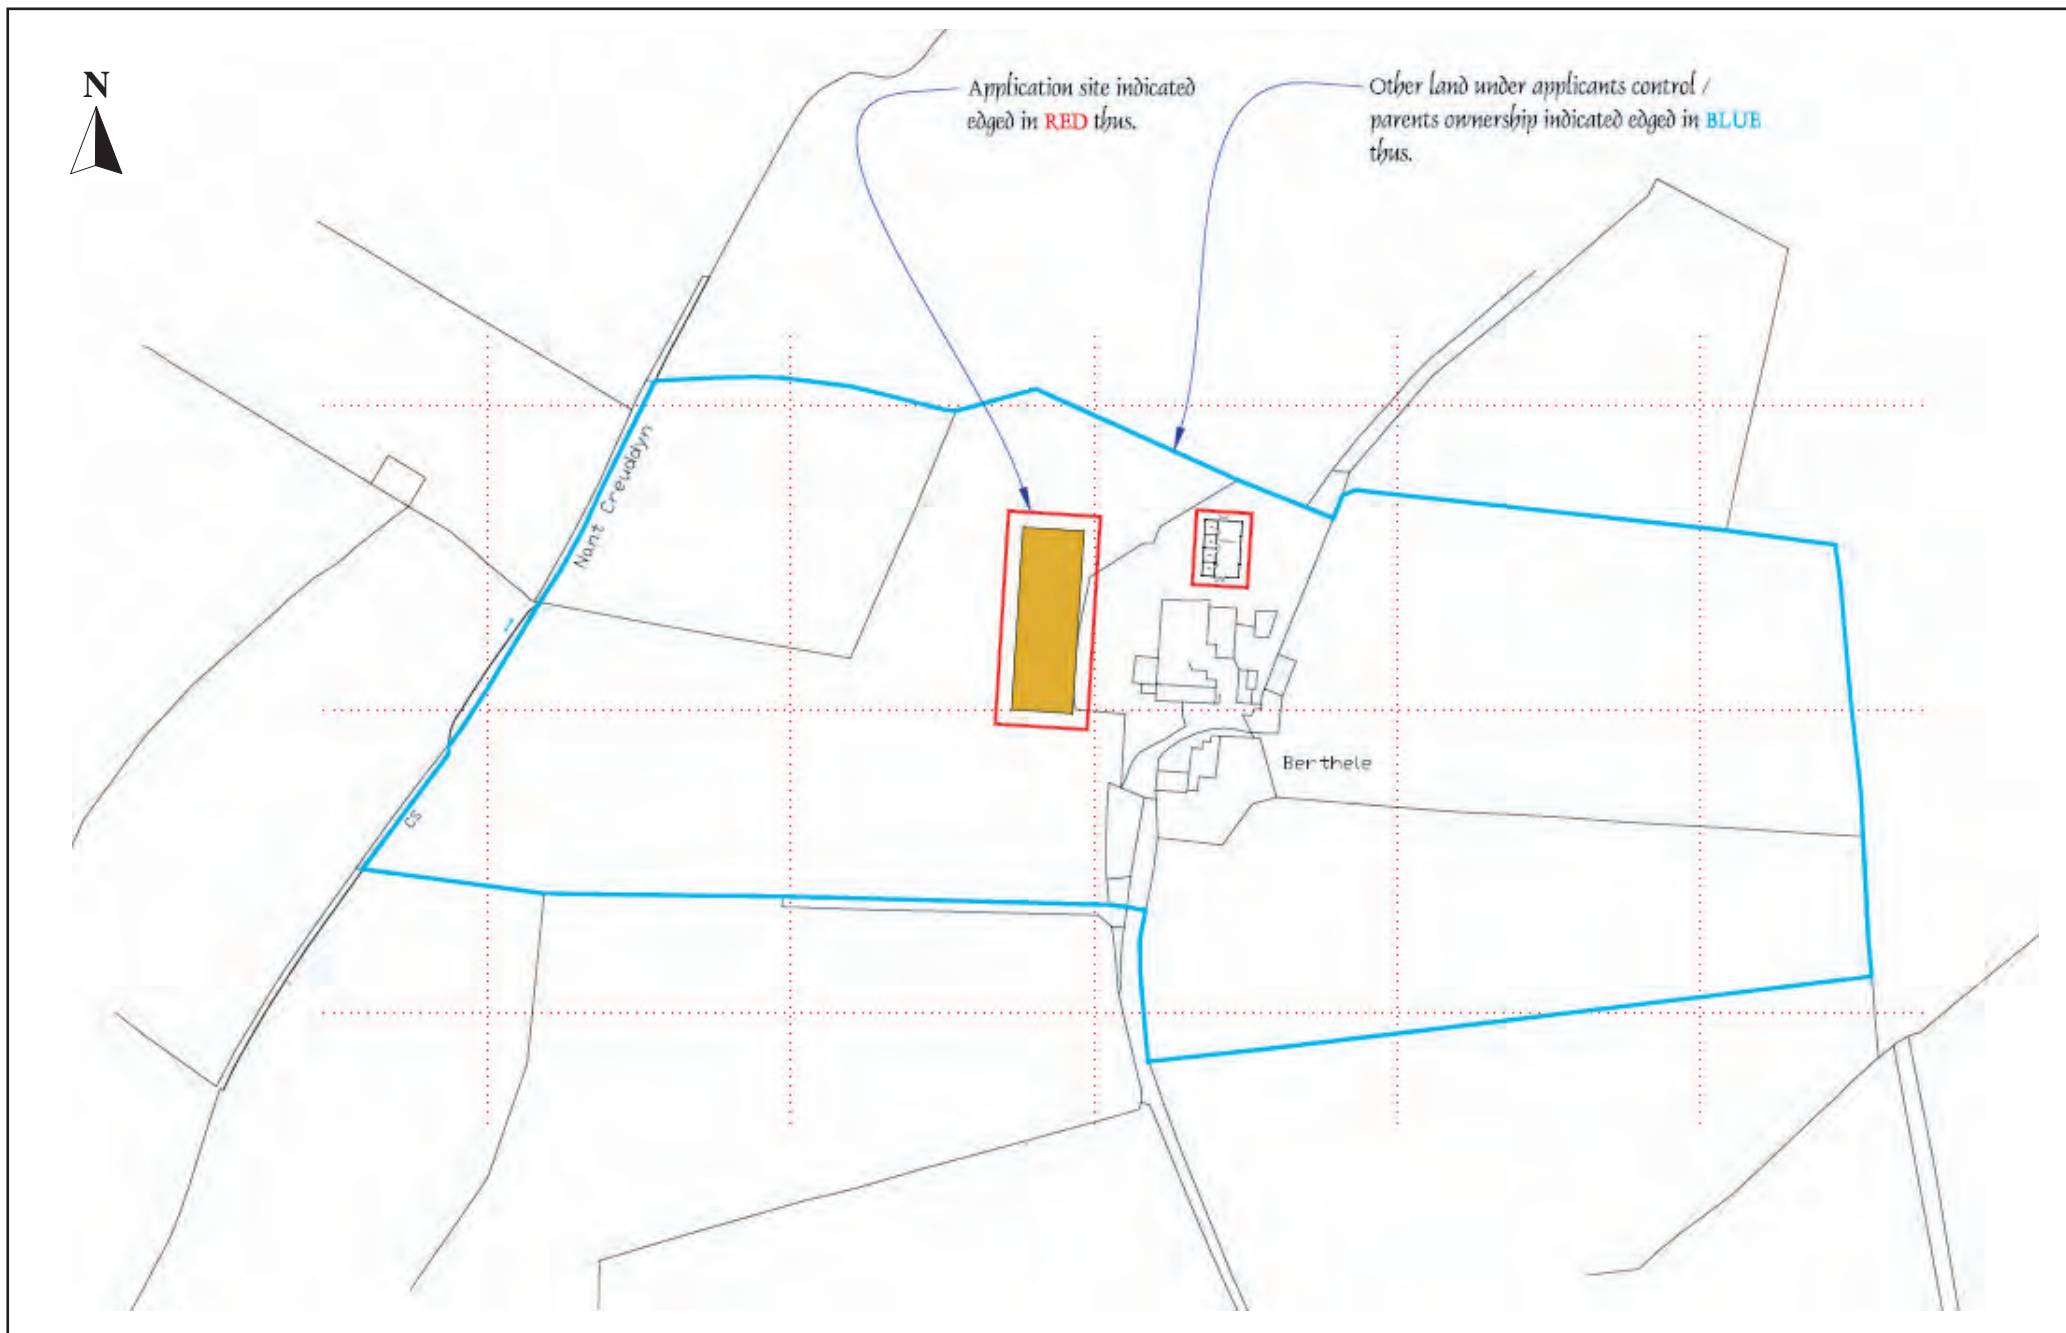 N
Application site indicated
edged in RED thus.
Other land under applicants control /
parents ownership indicated edged in BLUE
thus.
Nant Creuddyn
CS
Berthele